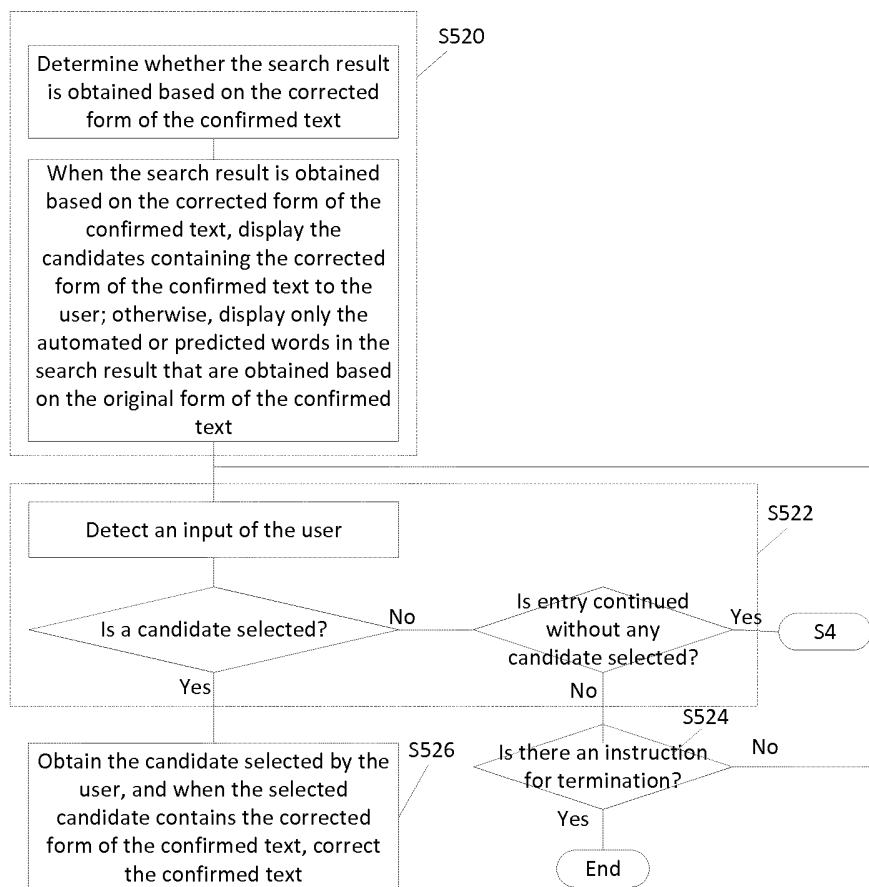 S520
Determine whether the search result
is obtained based on the corrected
form of the confirmed text
When the search result is obtained
based on the corrected form of the
confirmed text, display the
candidates containing the corrected
form of the confirmed text to the
user; otherwise, display only the
automated or predicted words in the
search result that are obtained based
on the original form of the confirmed
text
S522
Detect an input of the user
Is a candidate selected?
No
Is entry continued
without any
candidate selected?
Yes
S4
Yes
No
S524
S526
Obtain the candidate selected by the
user, and when the selected
candidate contains the corrected
form of the confirmed text, correct
the confirmed text
Is there an instruction
for termination?
No
Yes
End